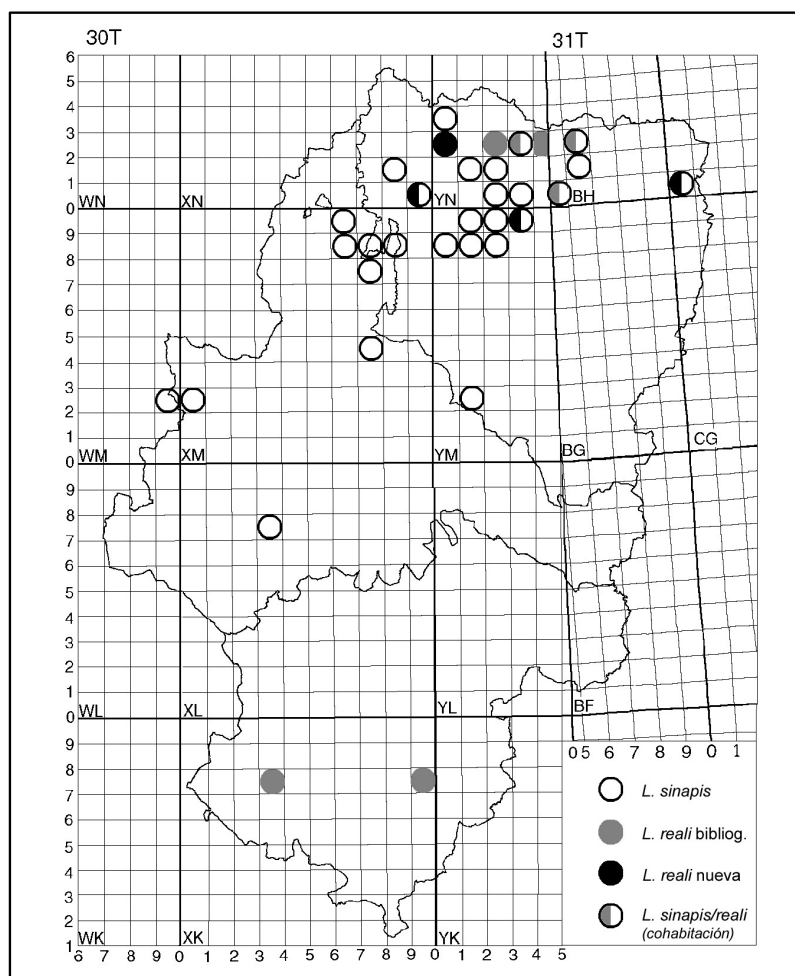 30T
31T
6
5
4
3
2
1
WN XN YN BH
0
9
8
7
6
5
4
3
2
1
WM XM YM BG CG
0
9
8
7
6
5
4
3
2
1
WL XL YL BF
0
9
8
7
6
5
4
3
2
WK XK YK
1
6 7 8 9 0 1 2 3 4 5 6 7 8 9 0 1 2 3 4 5
0 5 6 7 8 9 0 1
L. sinapis
L. reali bibliog.
L. reali nueva
L. sinapis/reali
(cohabitación)